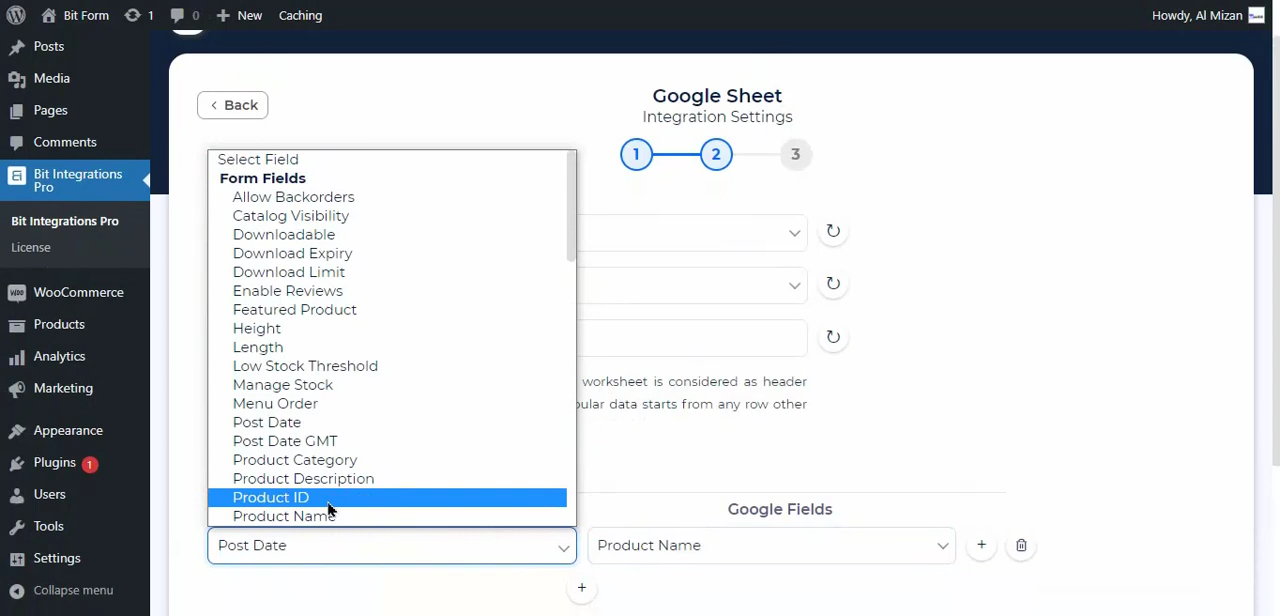 Bit Form
1
0
New
Caching
Howdy, Al Mizan
Posts
Media
Pages
Comments
Bit Integrations
Pro
Bit Integrations Pro
License
WooCommerce
Products
Analytics
Marketing
Appearance
Plugins 1
Users
Tools
Settings
Collapse menu
Back
Google Sheet
Integration Settings
1
2
3
Select Field
Form Fields
Allow Backorders
Catalog Visibility
Downloadable
Download Expiry
Download Limit
Enable Reviews
Featured Product
Height
Length
Low Stock Threshold
Manage Stock
Menu Order
Post Date
Post Date GMT
Product Category
Product Description
Product ID
Product Name
worksheet is considered as header
data starts from any row other
Google Fields
Post Date
Product Name
+
+